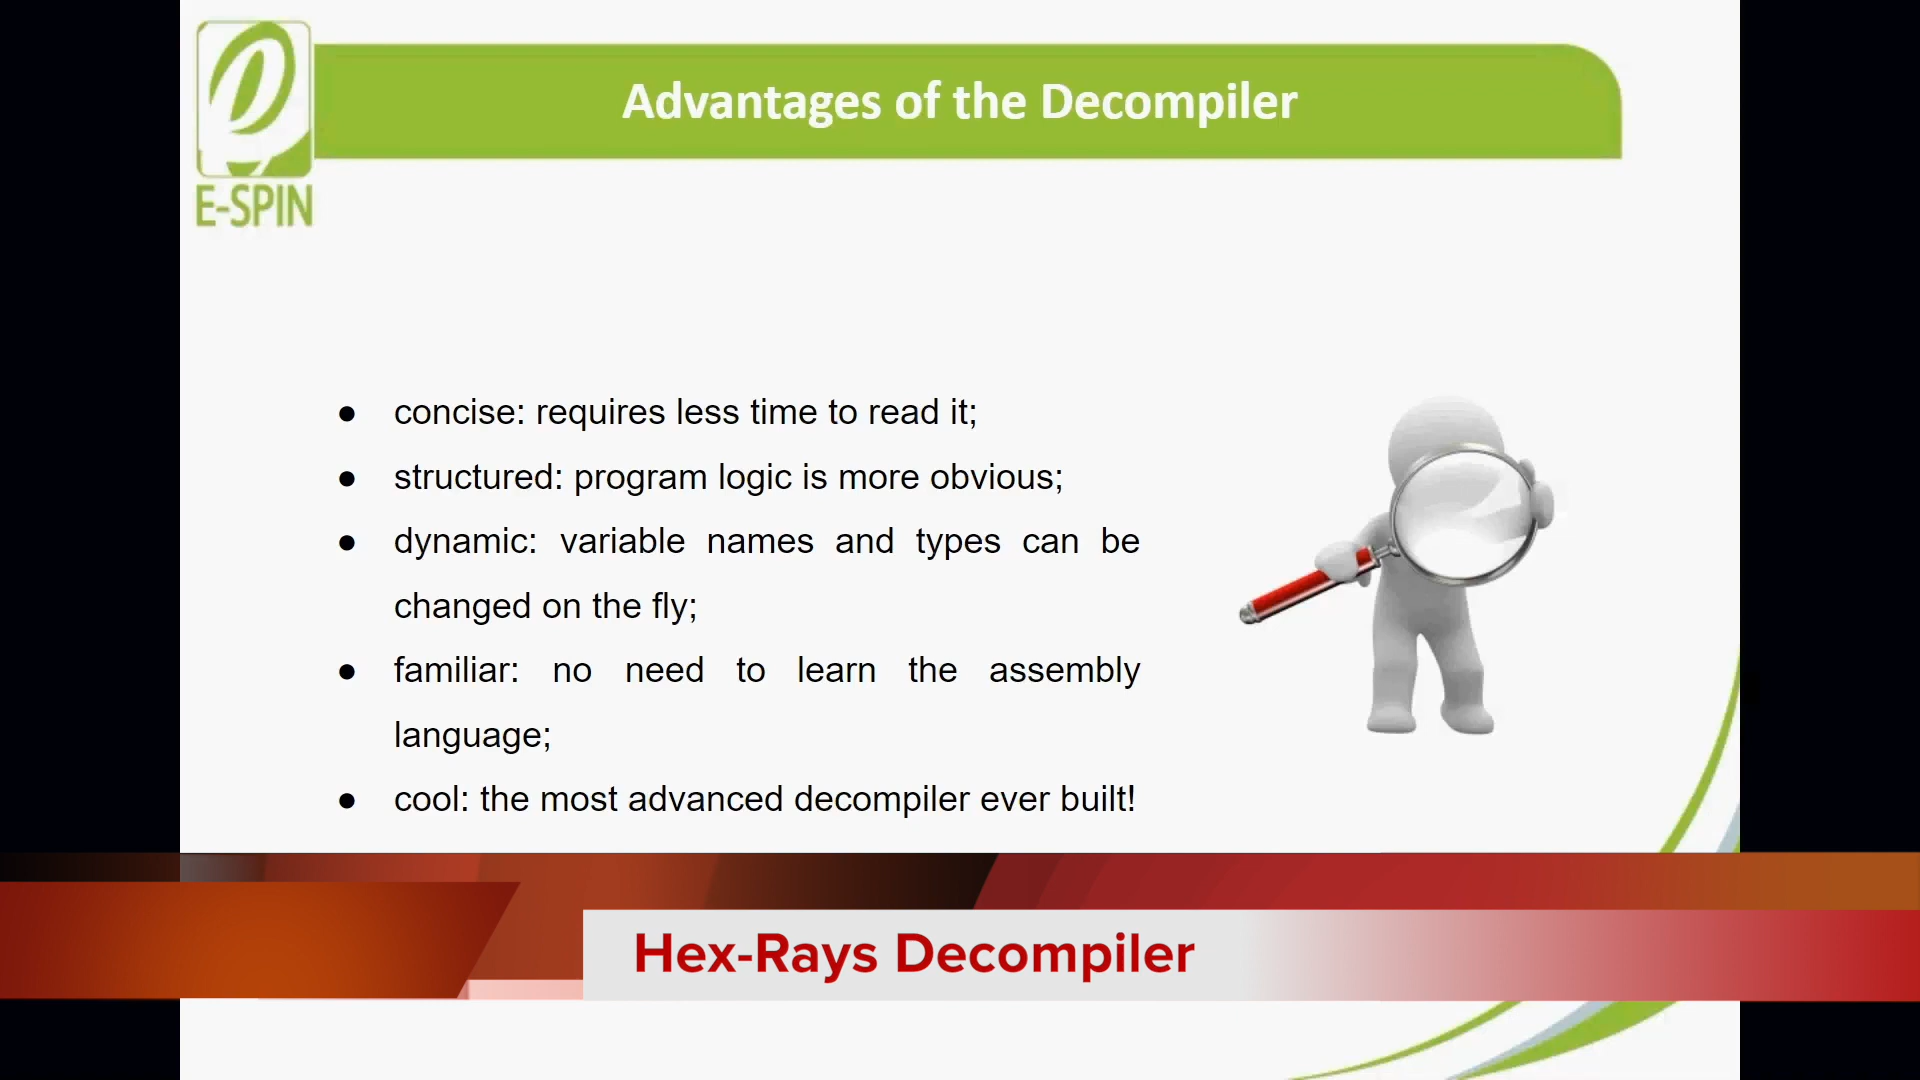 Advantages of the Decompiler
E-SPIN
● concise: requires less time to read it;
● structured: program logic is more obvious;
● dynamic: variable names and types can be
changed on the fly;
● familiar: no need to learn the assembly
language;
● cool: the most advanced decompiler ever built!
Hex-Rays Decompiler